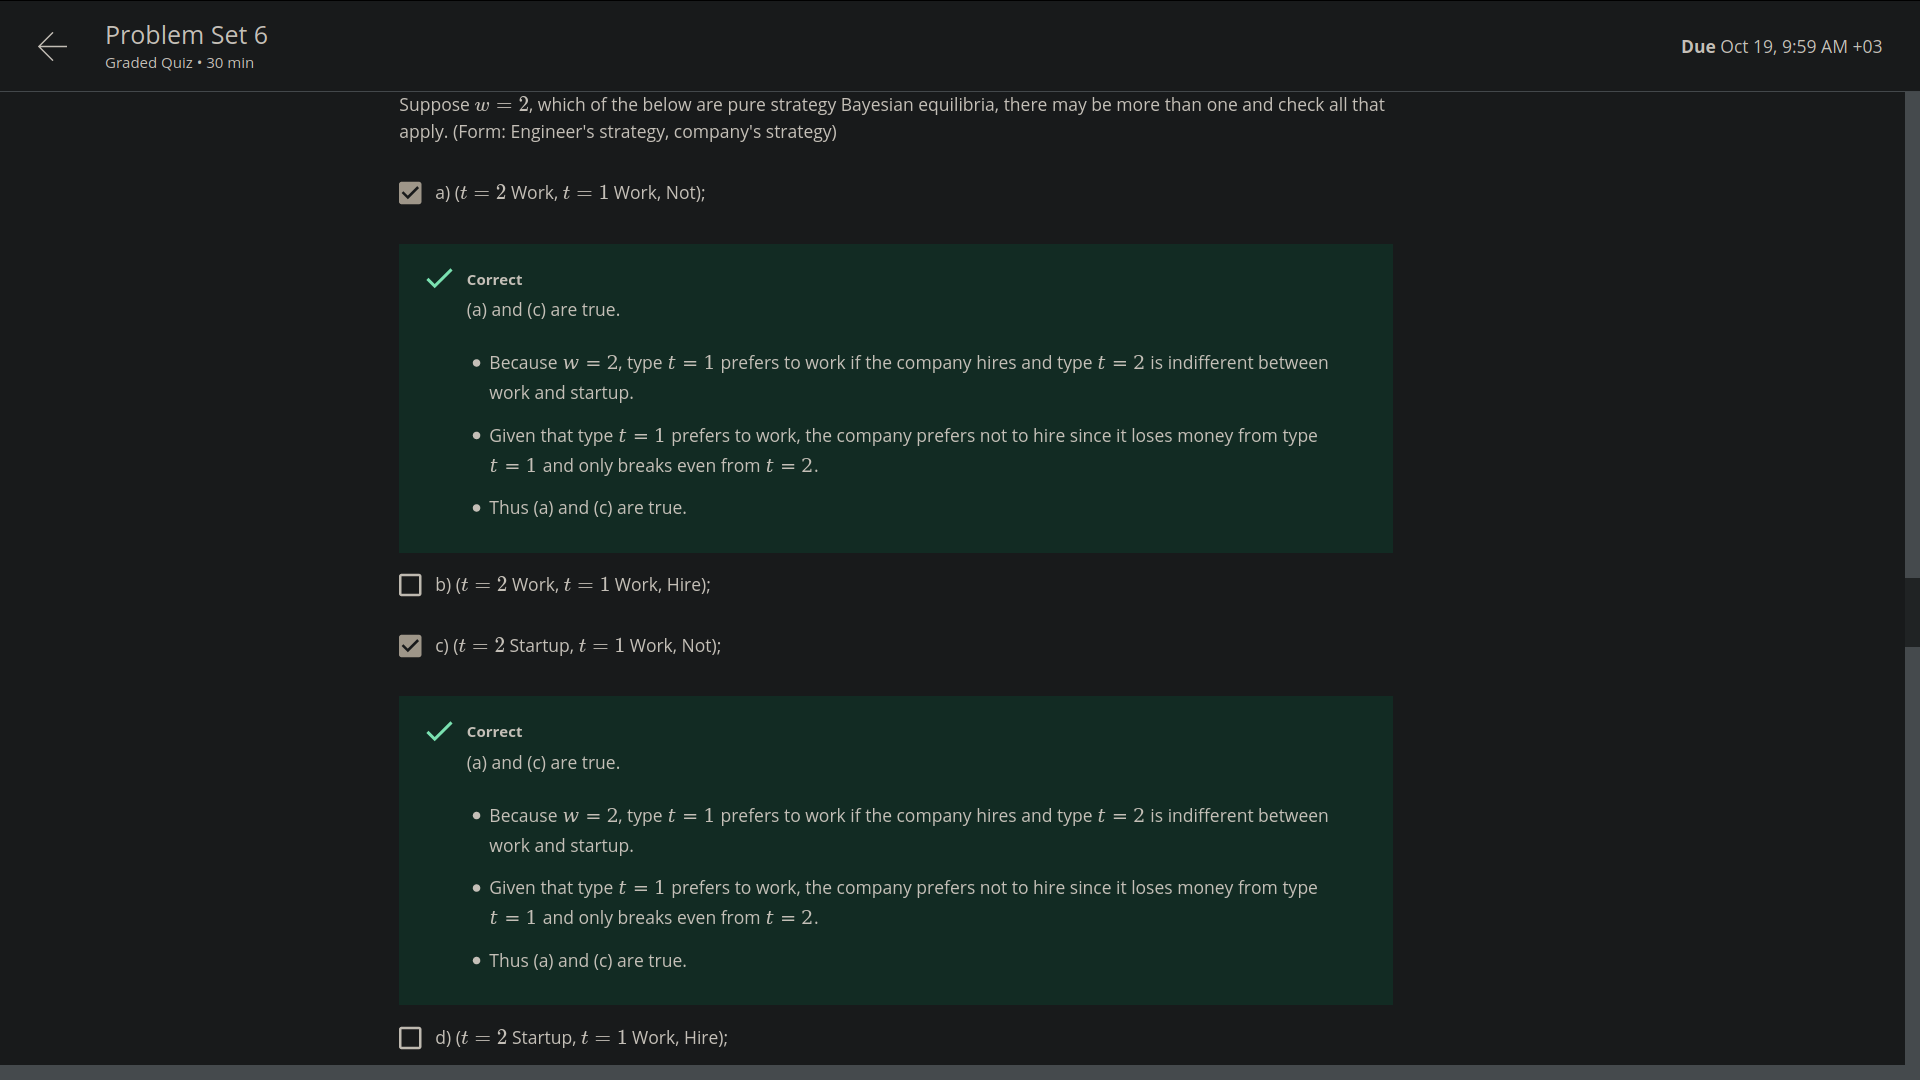 Problem Set 6
Graded Quiz • 30 min
Due Oct 19, 9:59 AM +03
Suppose w = 2, which of the below are pure strategy Bayesian equilibria, there may be more than one and check all that
apply. (Form: Engineer's strategy, company's strategy)
a) (t = 2 Work, t = 1 Work, Not);
Correct
(a) and (c) are true.
• Because w = 2, type t = 1 prefers to work if the company hires and type t = 2 is indifferent between
work and startup.
• Given that type t = 1 prefers to work, the company prefers not to hire since it loses money from type
t = 1 and only breaks even from t = 2.
• Thus (a) and (c) are true.
b) (t = 2 Work, t = 1 Work, Hire);
c) (t = 2 Startup, t = 1 Work, Not);
Correct
(a) and (c) are true.
• Because w = 2, type t = 1 prefers to work if the company hires and type t = 2 is indifferent between
work and startup.
• Given that type t = 1 prefers to work, the company prefers not to hire since it loses money from type
t = 1 and only breaks even from t = 2.
• Thus (a) and (c) are true.
d) (t = 2 Startup, t = 1 Work, Hire);